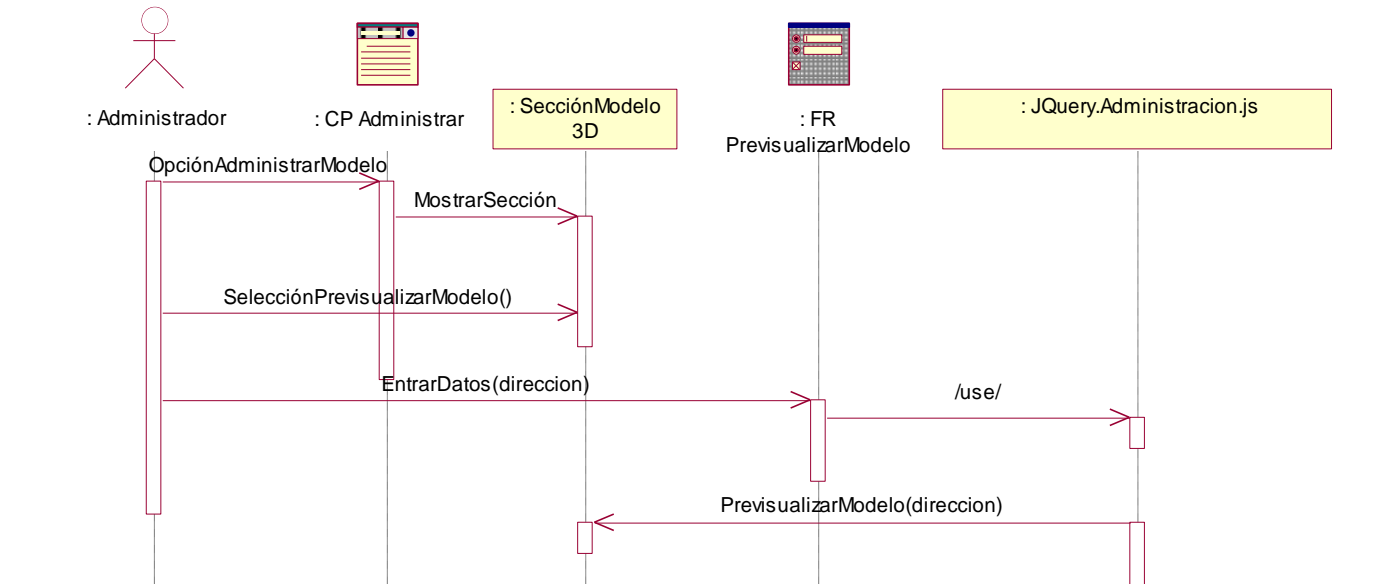 : Administrador
: CP Administrar
: SecciónModelo
3D
: FR
PrevisualizarModelo
: JQuery.Administracion.js
OpciónAdministrarModelo
MostrarSección
SelecciónPrevisualizarModelo()
EntrarDatos(direccion)
/use/
PrevisualizarModelo(direccion)